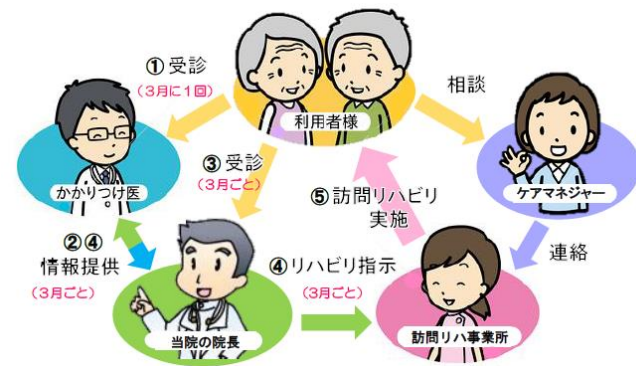 ①受診
(3月に1回)
利用者様
相談
かかりつけ医
③受診
(3月ごと)
⑤訪問リハビリ
実施
ケアマネジャー
②④
情報提供
(3月ごと)
④リハビリ指示
(3月ごと)
連絡
当院の院長
訪問リハ事業所